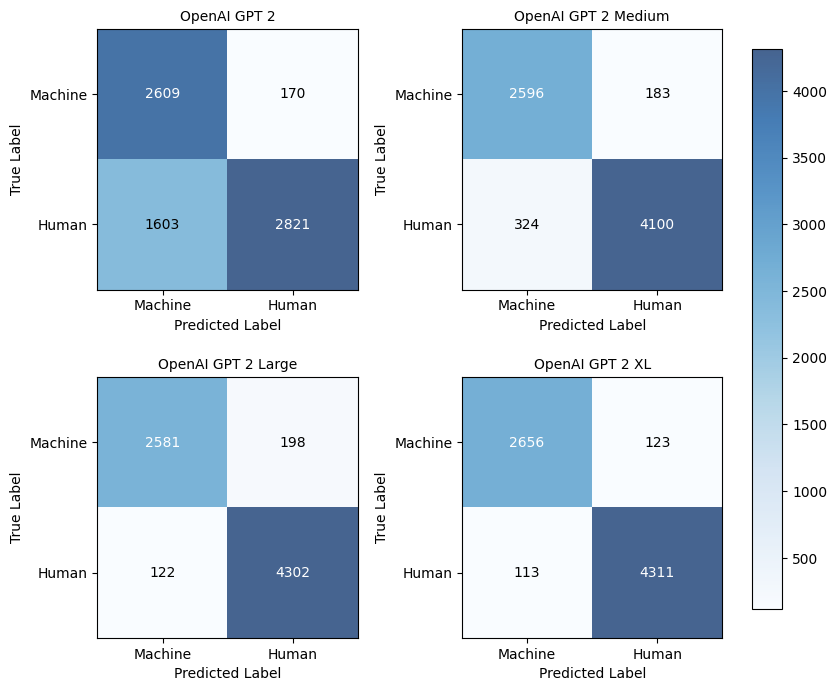 OpenAI GPT 2
True Label
Machine
2609
170
Human
1603
2821
Machine
Human
Predicted Label
OpenAI GPT 2 Medium
True Label
Machine
2596
183
Human
324
4100
Machine
Human
Predicted Label
OpenAI GPT 2 Large
True Label
Machine
2581
198
Human
122
4302
Machine
Human
Predicted Label
OpenAI GPT 2 XL
True Label
Machine
2656
123
Human
113
4311
Machine
Human
Predicted Label
4000
3500
3000
2500
2000
1500
1000
500